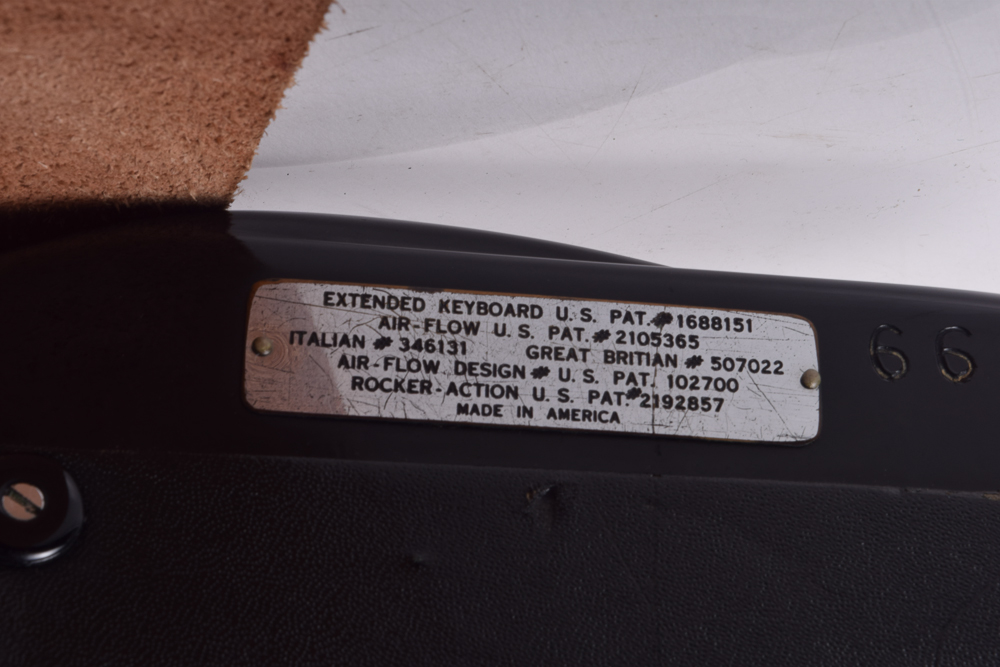 EXTENDED KEYBOARD U.S. PAT.#1688151
AIR-FLOW U.S. PAT.#2105365
ITALIAN # 346131 GREAT BRITIAN # 507022
AIR-FLOW DESIGN # U.S. PAT. 102700
ROCKER-ACTION U.S. PAT.#2192857
MADE IN AMERICA
66